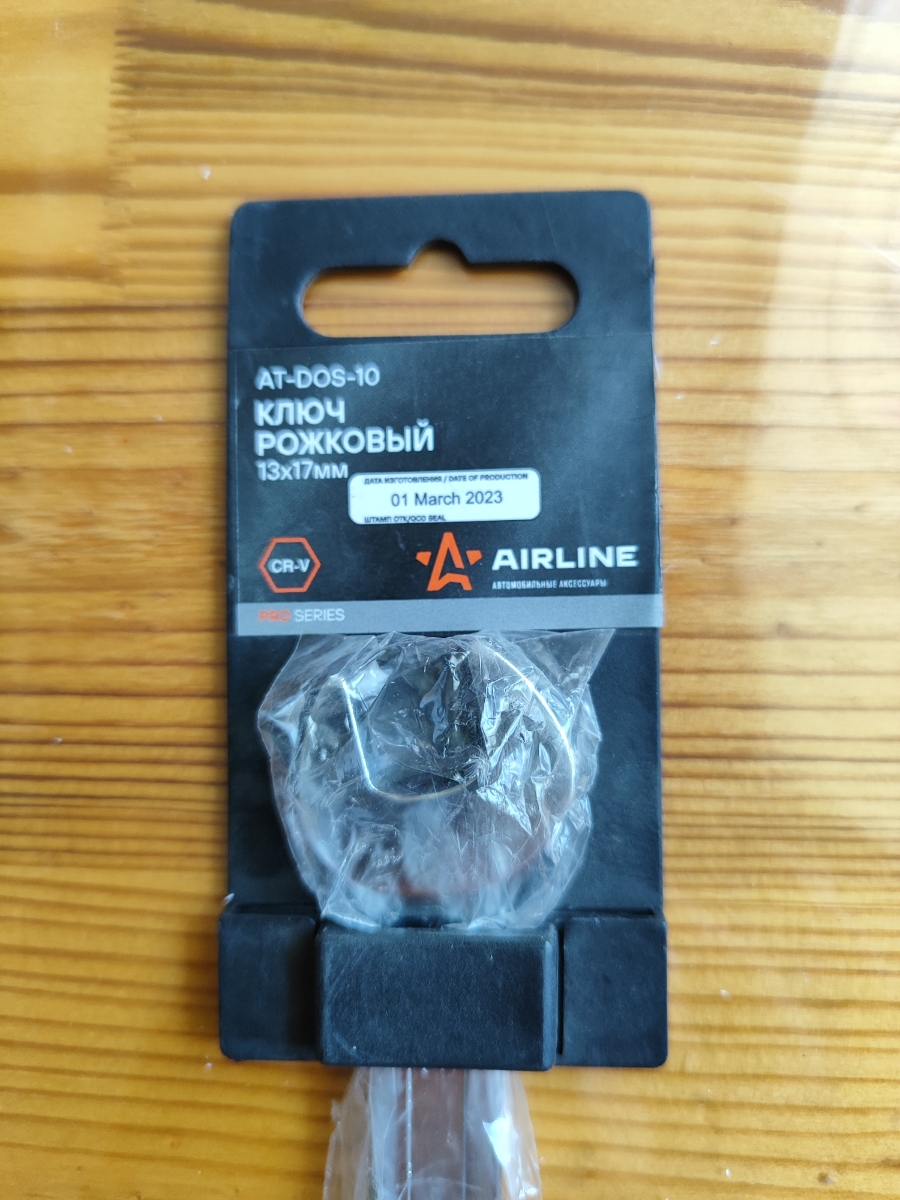 AT-DOS-10
КЛЮЧ
РОЖКОВЫЙ
13х17мм
ДАТА ИЗГОТОВЛЕНИЯ / DATE OF PRODUCTION
01 March 2023
ШТАМП ОТК/QCD SEAL
CR-V
AIRLINE
АВТОМОБИЛЬНЫЕ АКСЕССУАРЫ
PRO SERIES